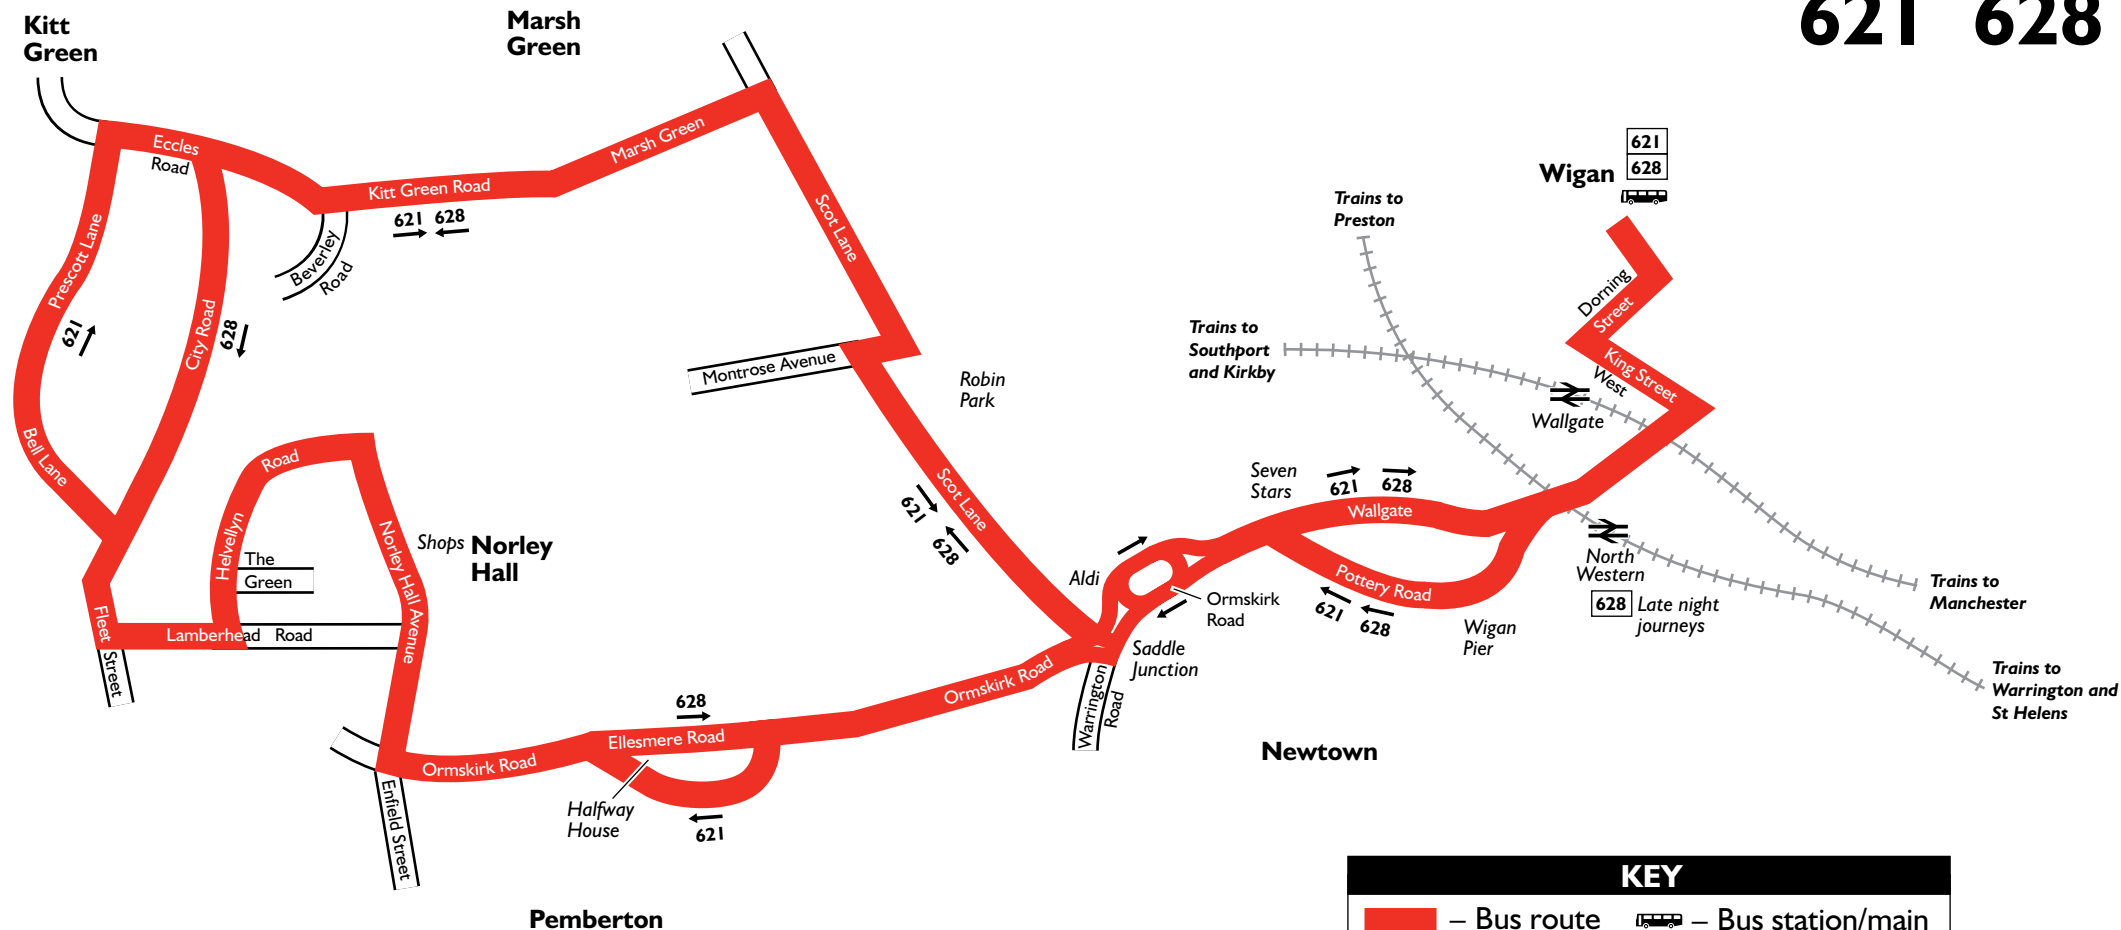 621 628
Kitt
Green
Marsh
Green
Eccles
Road
Kitt Green Road
621 628
Marsh Green
Beverley
Road
Prescott Lane
621
City Road
628
Bell Lane
Scot Lane
Montrose Avenue
Robin
Park
Scot Lane
621
628
Wigan
621
628
Dorning
Street
King Street
West
Trains to
Preston
Trains to
Southport
and Kirkby
Wallgate
Seven
Stars
621 628
Wallgate
Pottery Road
621 628
Wigan
Pier
North
Western
628 Late night
journeys
Trains to
Manchester
Trains to
Warrington and
St Helens
Road
Helvellyn
The
Green
Norley Hall Avenue
Shops
Norley
Hall
Fleet
Street
Lamberhead Road
Aldi
Ormskirk
Road
Saddle
Junction
Warrington
Road
Ormskirk Road
628
Ellesmere Road
Ormskirk Road
Halfway
House
621
Enfield Street
Newtown
Pemberton
KEY
– Bus route
– Bus station/main